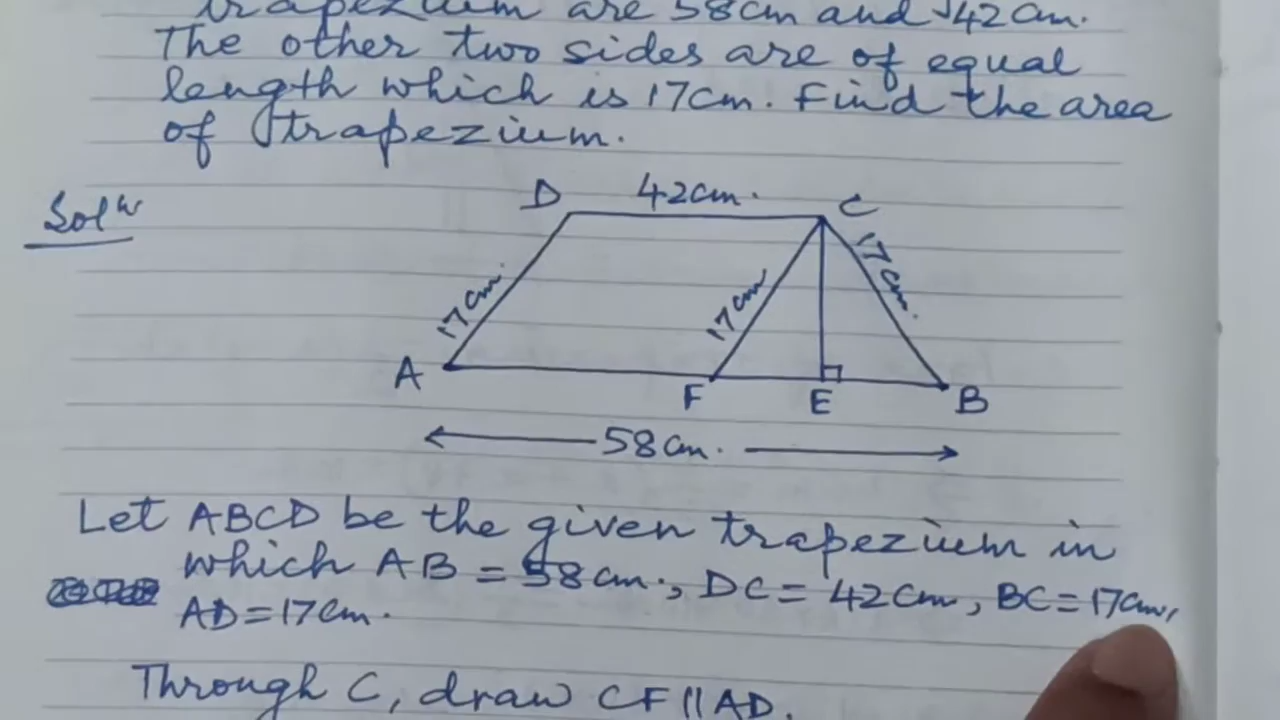 trapezium are 58cm and 42cm.
The other two sides are of equal
length which is 17cm. Find the area
of trapezium.
Solⁿ
D 42cm. C
17cm.
17cm
17cm.
A F E B
58cm.
Let ABCD be the given trapezium in
which AB = 58cm., DC = 42cm, BC = 17cm,
AD = 17cm.
Through C, draw CF || AD.